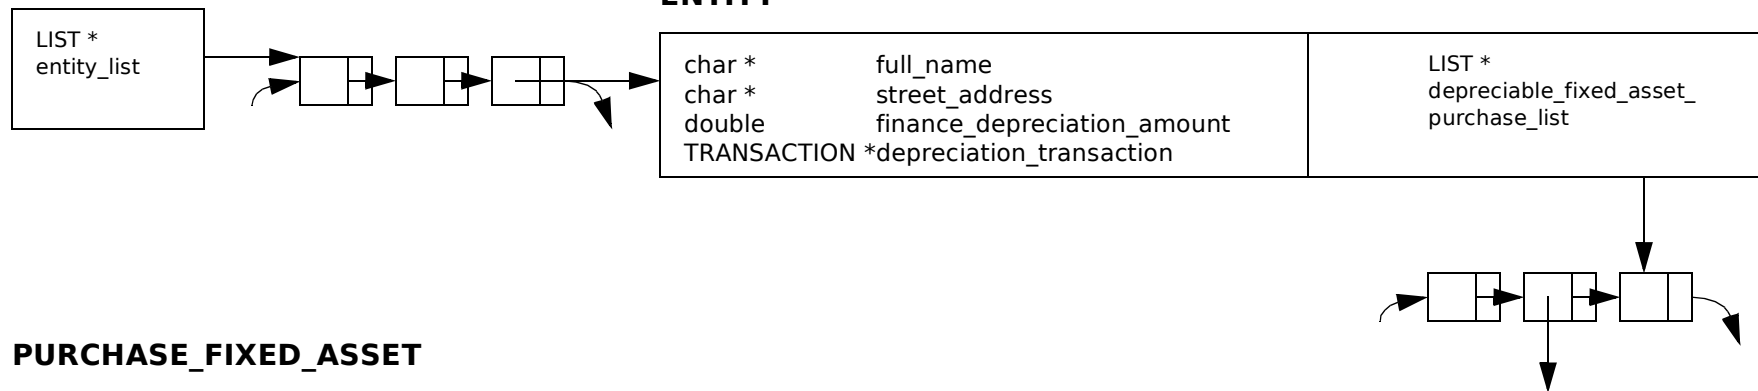 ENTITY
LIST *
entity_list
char * full_name
char * street_address
double finance_depreciation_amount
TRANSACTION *depreciation_transaction
LIST *
depreciable_fixed_asset_
purchase_list
PURCHASE_FIXED_ASSET